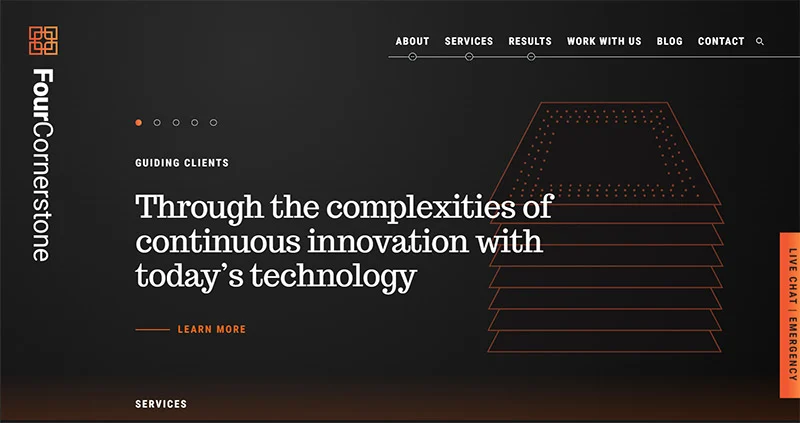 FourCornerstone
ABOUT SERVICES RESULTS WORK WITH US BLOG CONTACT
GUIDING CLIENTS
Through the complexities of
continuous innovation with
today's technology
LEARN MORE
LIVE CHAT | EMERGENCY
SERVICES